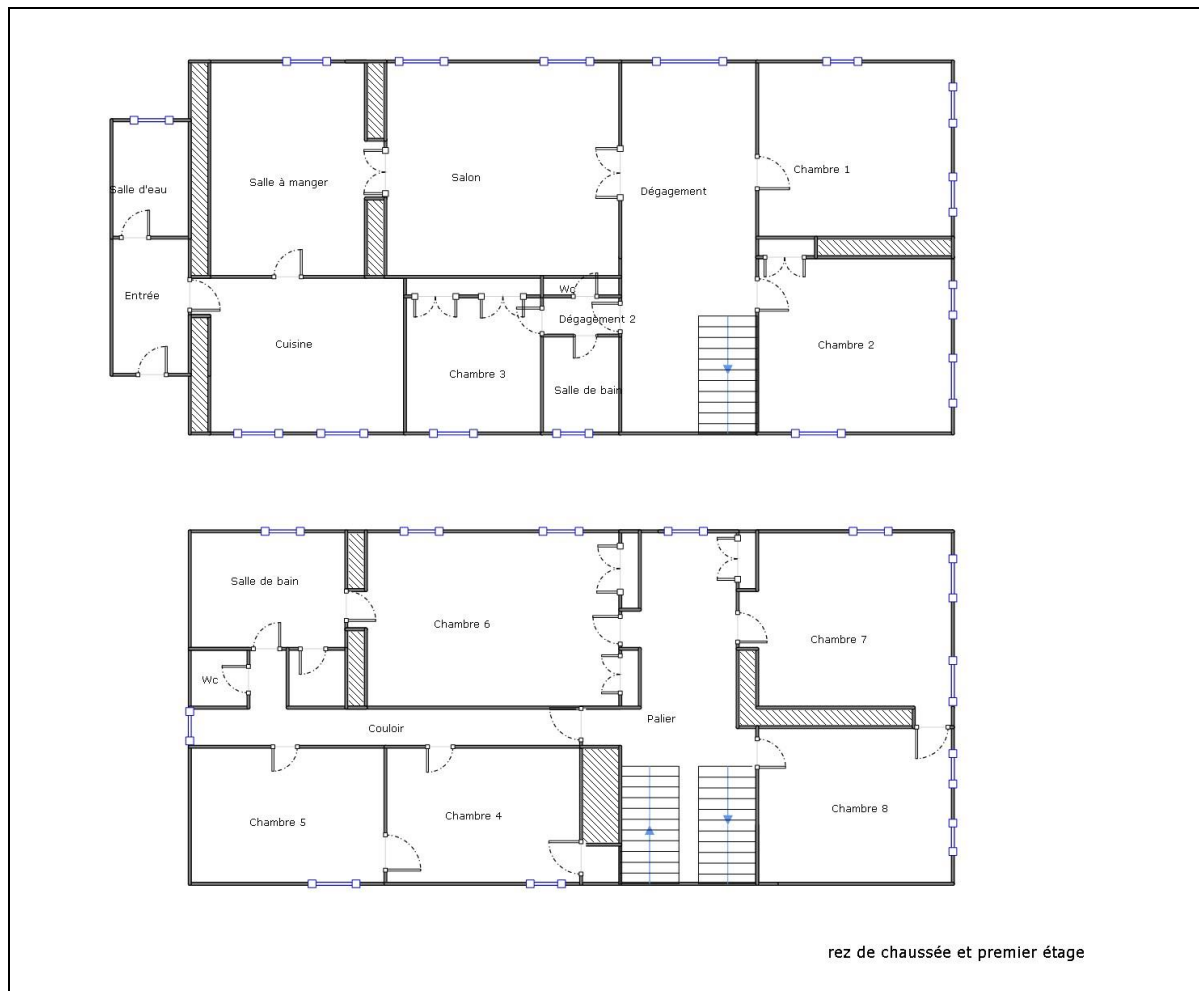 Salle d'eau
Salle à manger
Salon
Dégagement
Chambre 1
Entrée
Wc
Dégagement 2
Cuisine
Chambre 3
Chambre 2
Salle de bain
Salle de bain
Chambre 6
Chambre 7
Wc
Couloir
Palier
Chambre 5
Chambre 4
Chambre 8
rez de chaussée et premier étage